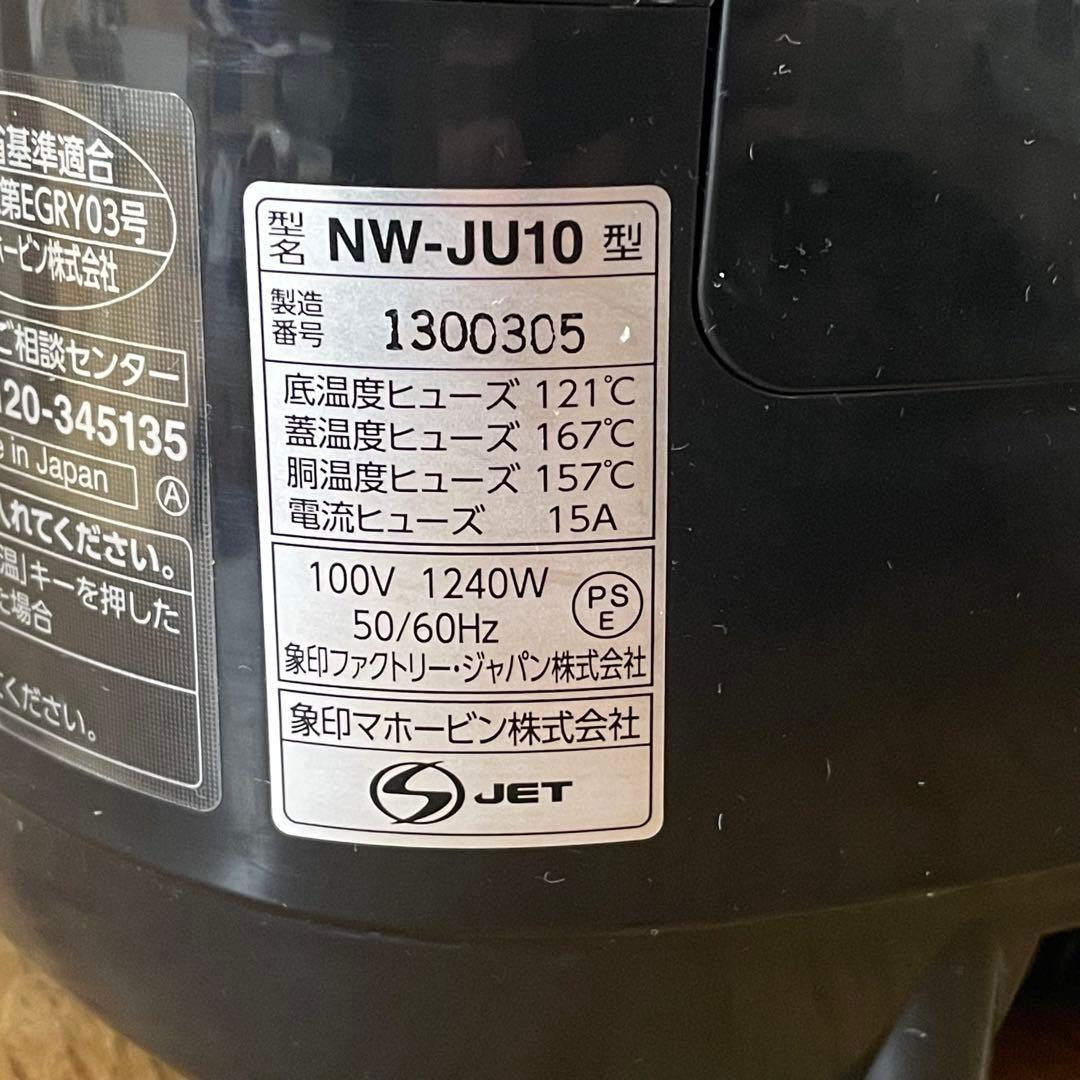 基準適合
第EGRY03号
ホービン株式会社
ご相談センター
120-345135
in Japan
A
入れてください。
温」キーを押した
た場合
ください。
型名 NW-JU10 型
製造番号 1300305
底温度ヒューズ 121℃
蓋温度ヒューズ 167℃
胴温度ヒューズ 157℃
電流ヒューズ 15A
100V 1240W
50/60Hz
PSE
象印ファクトリー・ジャパン株式会社
象印マホービン株式会社
S JET